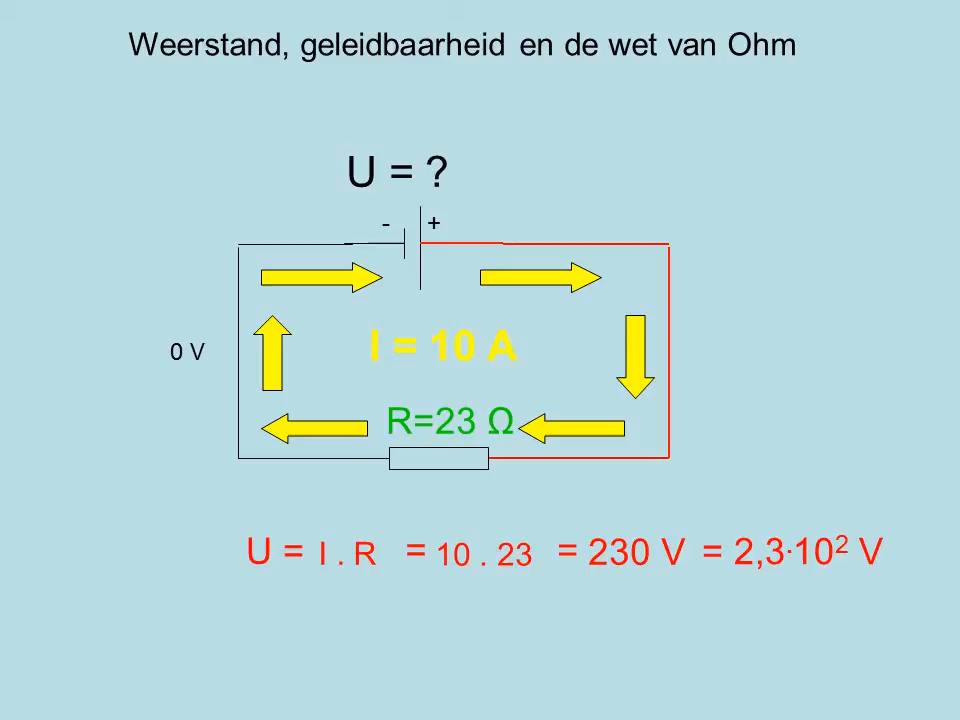 Weerstand, geleidbaarheid en de wet van Ohm
U = ?
- +
0 V
I = 10 A
R=23 Ω
U = I . R = 10 . 23 = 230 V = 2,3·10² V